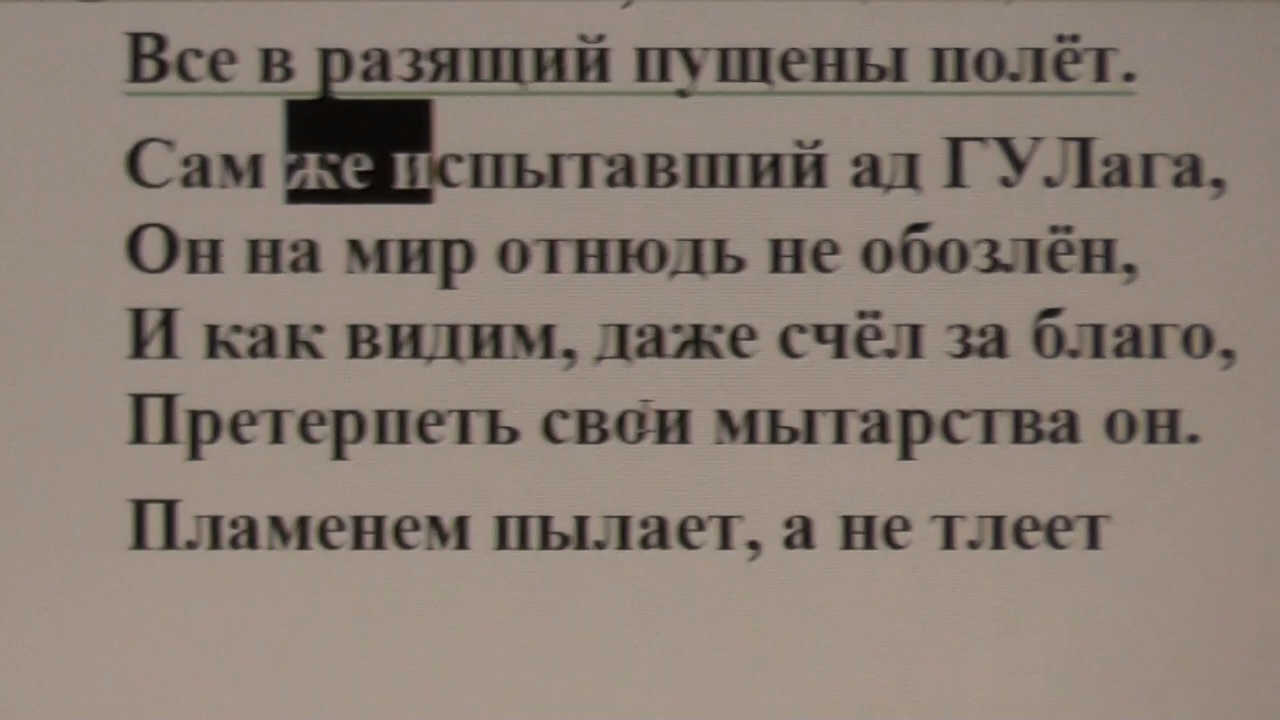 Все в разящий пущены полёт.
Сам же испытавший ад ГУЛага,
Он на мир отнюдь не обозлён,
И как видим, даже счёл за благо,
Претерпеть свои мытарства он.
Пламенем пылает, а не тлеет